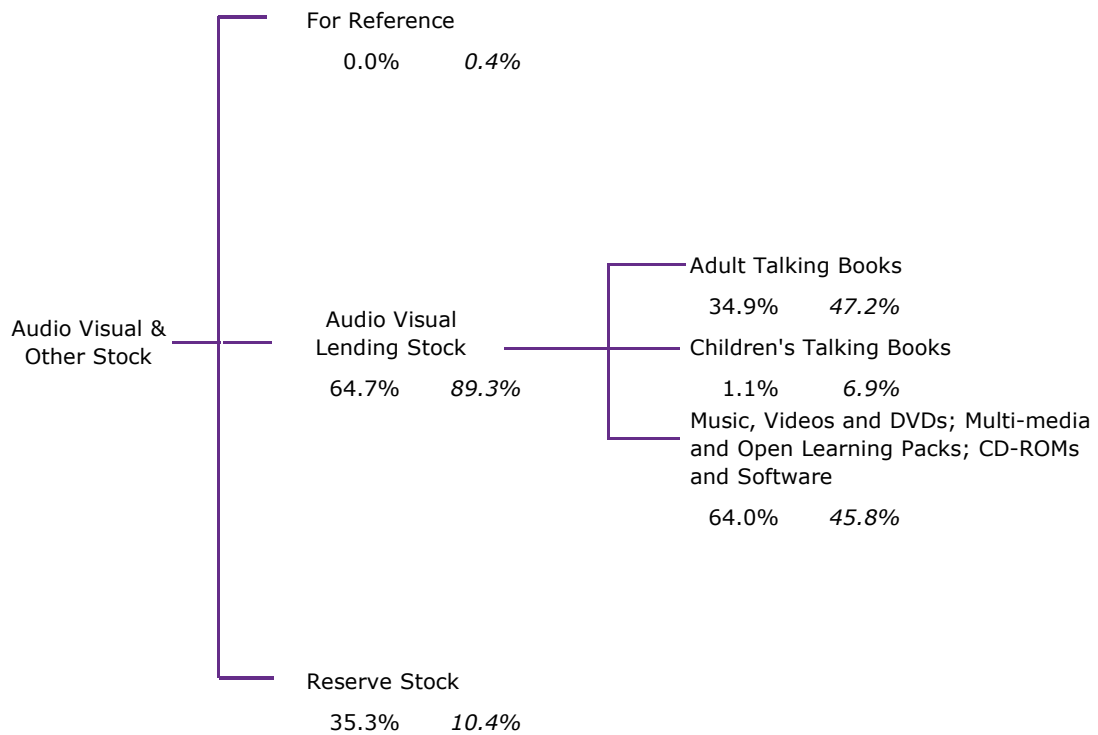 For Reference
0.0% 0.4%
Audio Visual &
Other Stock
Audio Visual
Lending Stock
64.7% 89.3%
Adult Talking Books
34.9% 47.2%
Children's Talking Books
1.1% 6.9%
Music, Videos and DVDs; Multi-media
and Open Learning Packs; CD-ROMs
and Software
64.0% 45.8%
Reserve Stock
35.3% 10.4%